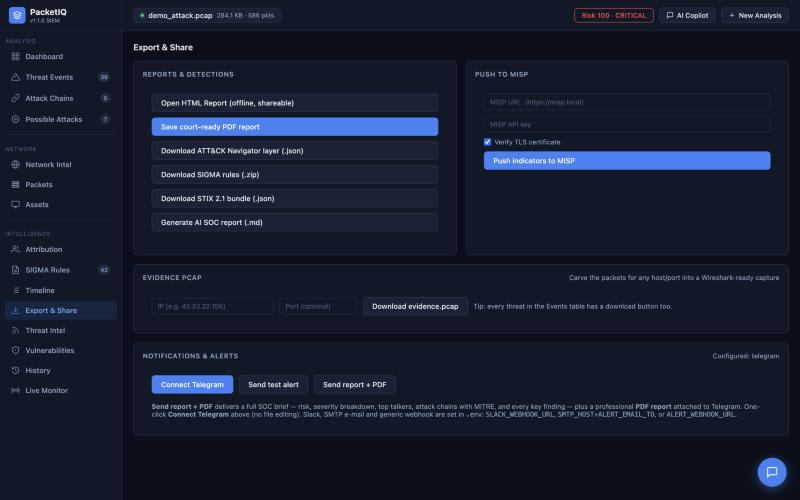 PacketIQ
v1.1.0 SIEM
demo_attack.pcap 284.1 KB · 586 pkts
Risk 100 · CRITICAL
AI Copilot
+ New Analysis
ANALYSIS
Dashboard
Threat Events 39
Attack Chains 5
Possible Attacks 7
NETWORK
Network Intel
Packets
Assets
INTELLIGENCE
Attribution
SIGMA Rules 42
Timeline
Export & Share
Threat Intel
Vulnerabilities
History
Live Monitor
Export & Share
REPORTS & DETECTIONS
Open HTML Report (offline, shareable)
Save court-ready PDF report
Download ATT&CK Navigator layer (.json)
Download SIGMA rules (.zip)
Download STIX 2.1 bundle (.json)
Generate AI SOC report (.md)
PUSH TO MISP
MISP URL (https://misp.local)
MISP API key
Verify TLS certificate
Push indicators to MISP
EVIDENCE PCAP
Carve the packets for any host/port into a Wireshark-ready capture
IP (e.g. 45.33.32.156)
Port (optional)
Download evidence.pcap
Tip: every threat in the Events table has a download button too.
NOTIFICATIONS & ALERTS
Configured: telegram
Connect Telegram
Send test alert
Send report + PDF
Send report + PDF delivers a full SOC brief — risk, severity breakdown, top talkers, attack chains with MITRE, and every key finding — plus a professional PDF report attached to Telegram. One-
click Connect Telegram above (no file editing). Slack, SMTP e-mail and generic webhook are set in .env: SLACK_WEBHOOK_URL, SMTP_HOST+ALERT_EMAIL_TO, or ALERT_WEBHOOK_URL.